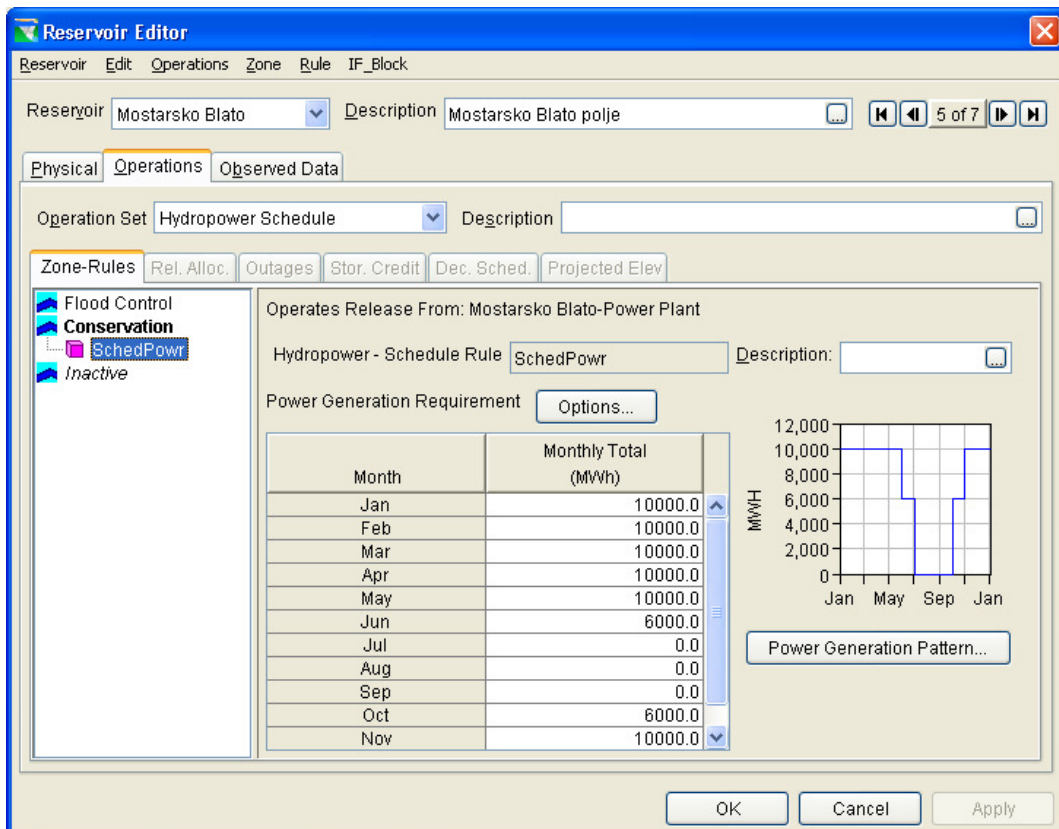 Reservoir Editor
Reservoir Edit Operations Zone Rule IF_Block
Reservoir Mostarsko Blato Description Mostarsko Blato polje ... 5 of 7
Physical Operations Observed Data
Operation Set Hydropower Schedule Description ...
Zone-Rules Rel. Alloc. Outages Stor. Credit Dec. Sched. Projected Elev
Flood Control
Conservation
SchedPowr
Inactive
Operates Release From: Mostarsko Blato-Power Plant
Hydropower - Schedule Rule SchedPowr Description: ...
Power Generation Requirement Options...
Month Monthly Total (MWh)
Jan 10000.0
Feb 10000.0
Mar 10000.0
Apr 10000.0
May 10000.0
Jun 6000.0
Jul 0.0
Aug 0.0
Sep 0.0
Oct 6000.0
Nov 10000.0
12,000
10,000
8,000
6,000
4,000
2,000
0
MWH
Jan May Sep Jan
Power Generation Pattern...
OK Cancel Apply